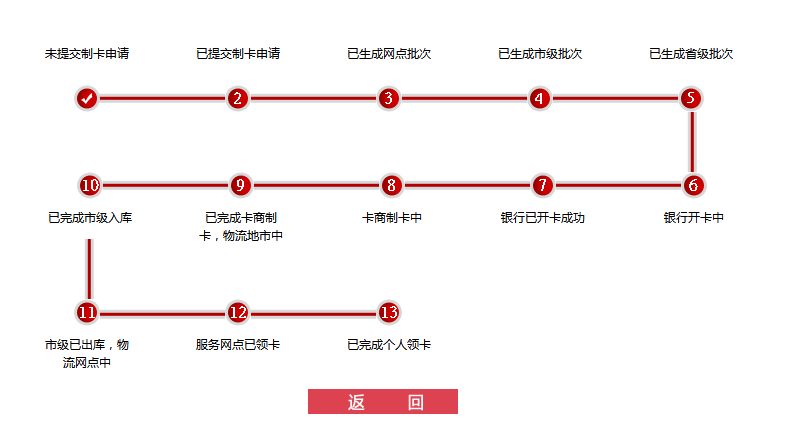 未提交制卡申请
已提交制卡申请
已生成网点批次
已生成市级批次
已生成省级批次
2
3
4
5
10
9
8
7
6
已完成市级入库
已完成卡商制
卡，物流地市中
卡商制卡中
银行已开卡成功
银行开卡中
11
12
13
市级已出库，物
流网点中
服务网点已领卡
已完成个人领卡
返 回